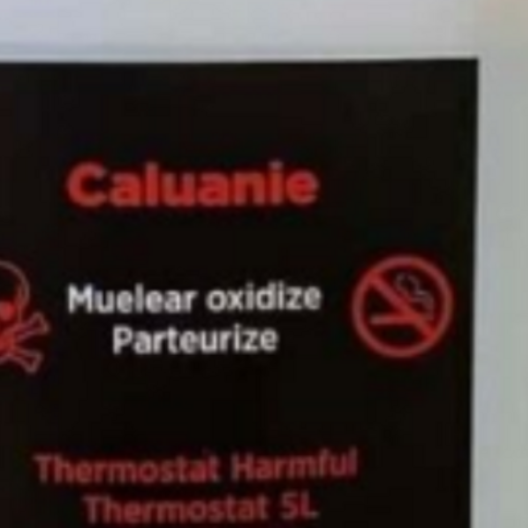 Caluanie
Muelear oxidize
Parteurize
Thermostat Harmful
Thermostat 5L